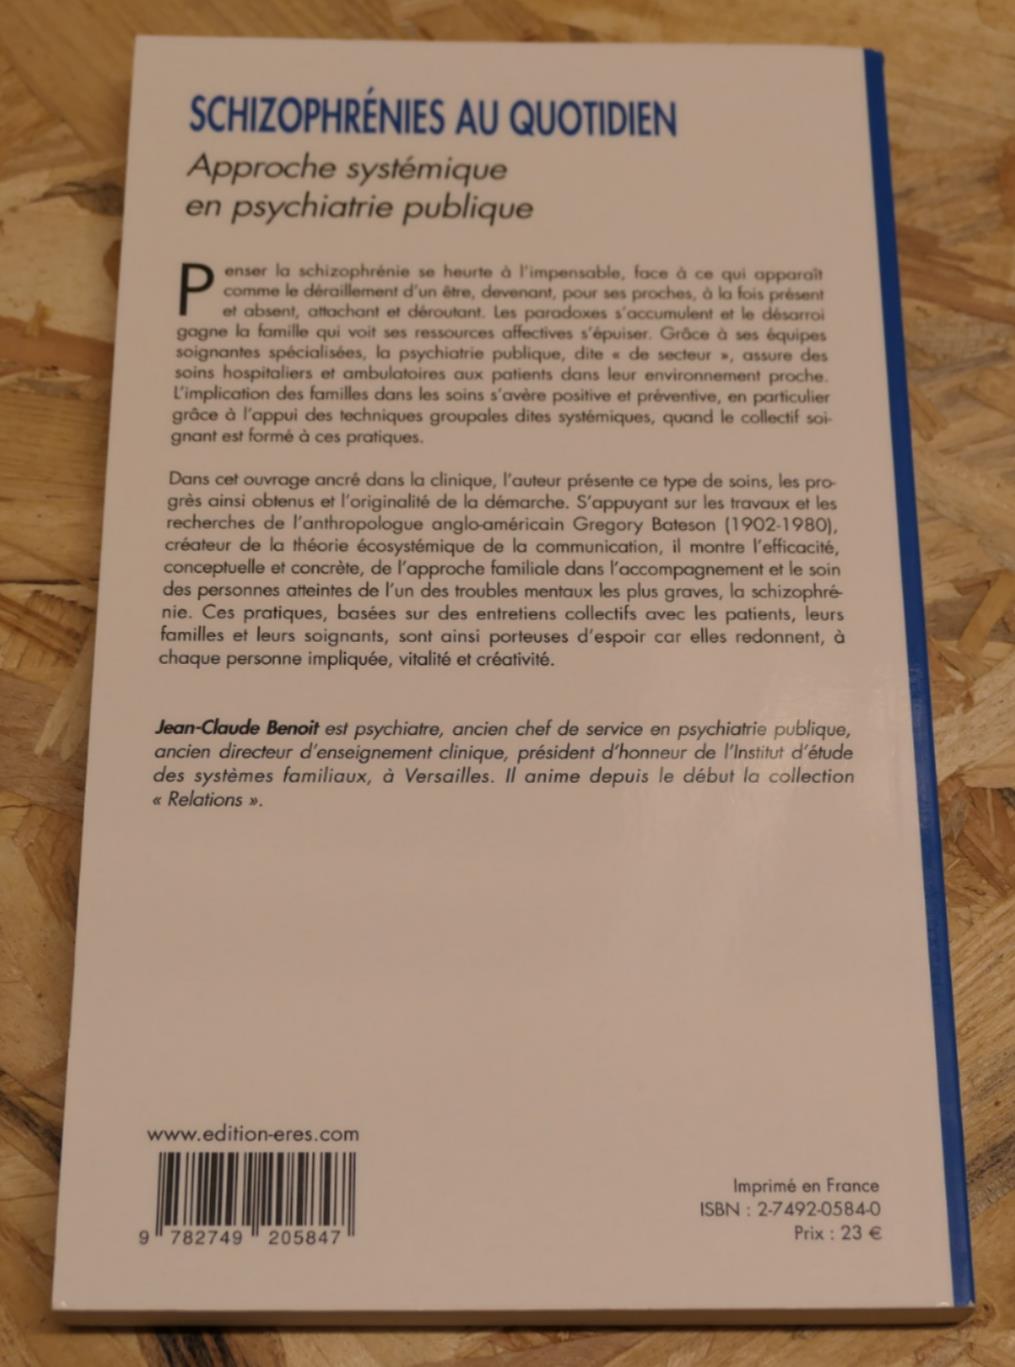 SCHIZOPHRÉNIES AU QUOTIDIEN
Approche systémique
en psychiatrie publique
Penser la schizophrénie se heurte à l'impensable, face à ce qui apparaît
comme le déraillement d'un être, devenant, pour ses proches, à la fois présent
et absent, attachant et déroutant. Les paradoxes s'accumulent et le désarroi
gagne la famille qui voit ses ressources affectives s'épuiser. Grâce à ses équipes
soignantes spécialisées, la psychiatrie publique, dite « de secteur », assure des
soins hospitaliers et ambulatoires aux patients dans leur environnement proche.
L'implication des familles dans les soins s'avère positive et préventive, en particulier
grâce à l'appui des techniques groupales dites systémiques, quand le collectif soi-
gnant est formé à ces pratiques.
Dans cet ouvrage ancré dans la clinique, l'auteur présente ce type de soins, les pro-
grès ainsi obtenus et l'originalité de la démarche. S'appuyant sur les travaux et les
recherches de l'anthropologue anglo-américain Gregory Bateson (1902-1980),
créateur de la théorie écosystémique de la communication, il montre l'efficacité,
conceptuelle et concrète, de l'approche familiale dans l'accompagnement et le soin
des personnes atteintes de l'un des troubles mentaux les plus graves, la schizophré-
nie. Ces pratiques, basées sur des entretiens collectifs avec les patients, leurs
familles et leurs soignants, sont ainsi porteuses d'espoir car elles redonnent, à
chaque personne impliquée, vitalité et créativité.
Jean-Claude Benoit est psychiatre, ancien chef de service en psychiatrie publique,
ancien directeur d'enseignement clinique, président d'honneur de l'Institut d'étude
des systèmes familiaux, à Versailles. Il anime depuis le début la collection
« Relations ».
www.edition-eres.com
9 782749 205847
Imprimé en France
ISBN : 2-7492-0584-0
Prix : 23 €